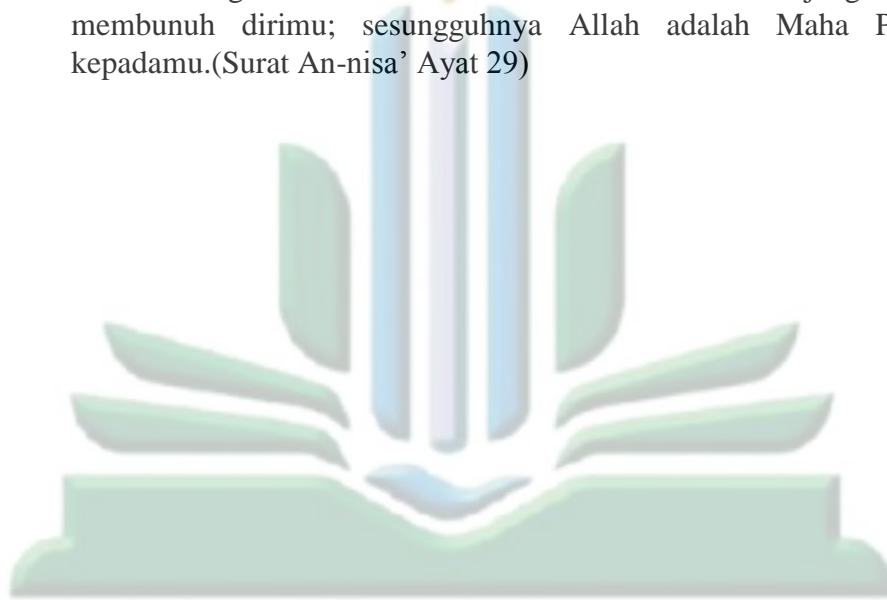 membunuh dirimu; sesungguhnya Allah adalah Maha P
kepadamu.(Surat An-nisa’ Ayat 29)